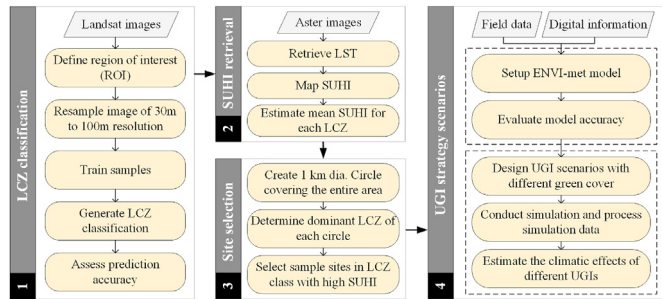 LCZ classification
1
Landsat images
Define region of interest
(ROI)
Resample image of 30m
to 100m resolution
Train samples
Generate LCZ
classification
Assess prediction
accuracy
SUHI retrieval
2
Aster images
Retrieve LST
Map SUHI
Estimate mean SUHI for
each LCZ
Site selection
3
Create 1 km dia. Circle
covering the entire area
Determine dominant LCZ of
each circle
Select sample sites in LCZ
class with high SUHI
UGI strategy scenarios
4
Field data
Digital information
Setup ENVI-met model
Evaluate model accuracy
Design UGI scenarios with
different green cover
Conduct simulation and process
simulation data
Estimate the climatic effects of
different UGIs